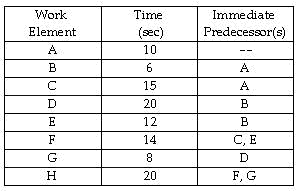 Work Element Time (sec) Immediate Predecessor(s)
A 10 --
B 6 A
C 15 A
D 20 B
E 12 B
F 14 C, E
G 8 D
H 20 F, G